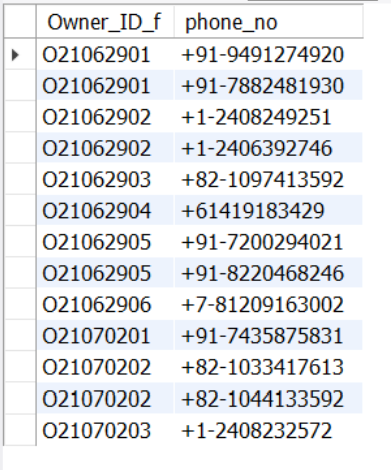 Owner_ID_f phone_no
O21062901 +91-9491274920
O21062901 +91-7882481930
O21062902 +1-2408249251
O21062902 +1-2406392746
O21062903 +82-1097413592
O21062904 +61419183429
O21062905 +91-7200294021
O21062905 +91-8220468246
O21062906 +7-81209163002
O21070201 +91-7435875831
O21070202 +82-1033417613
O21070202 +82-1044133592
O21070203 +1-2408232572